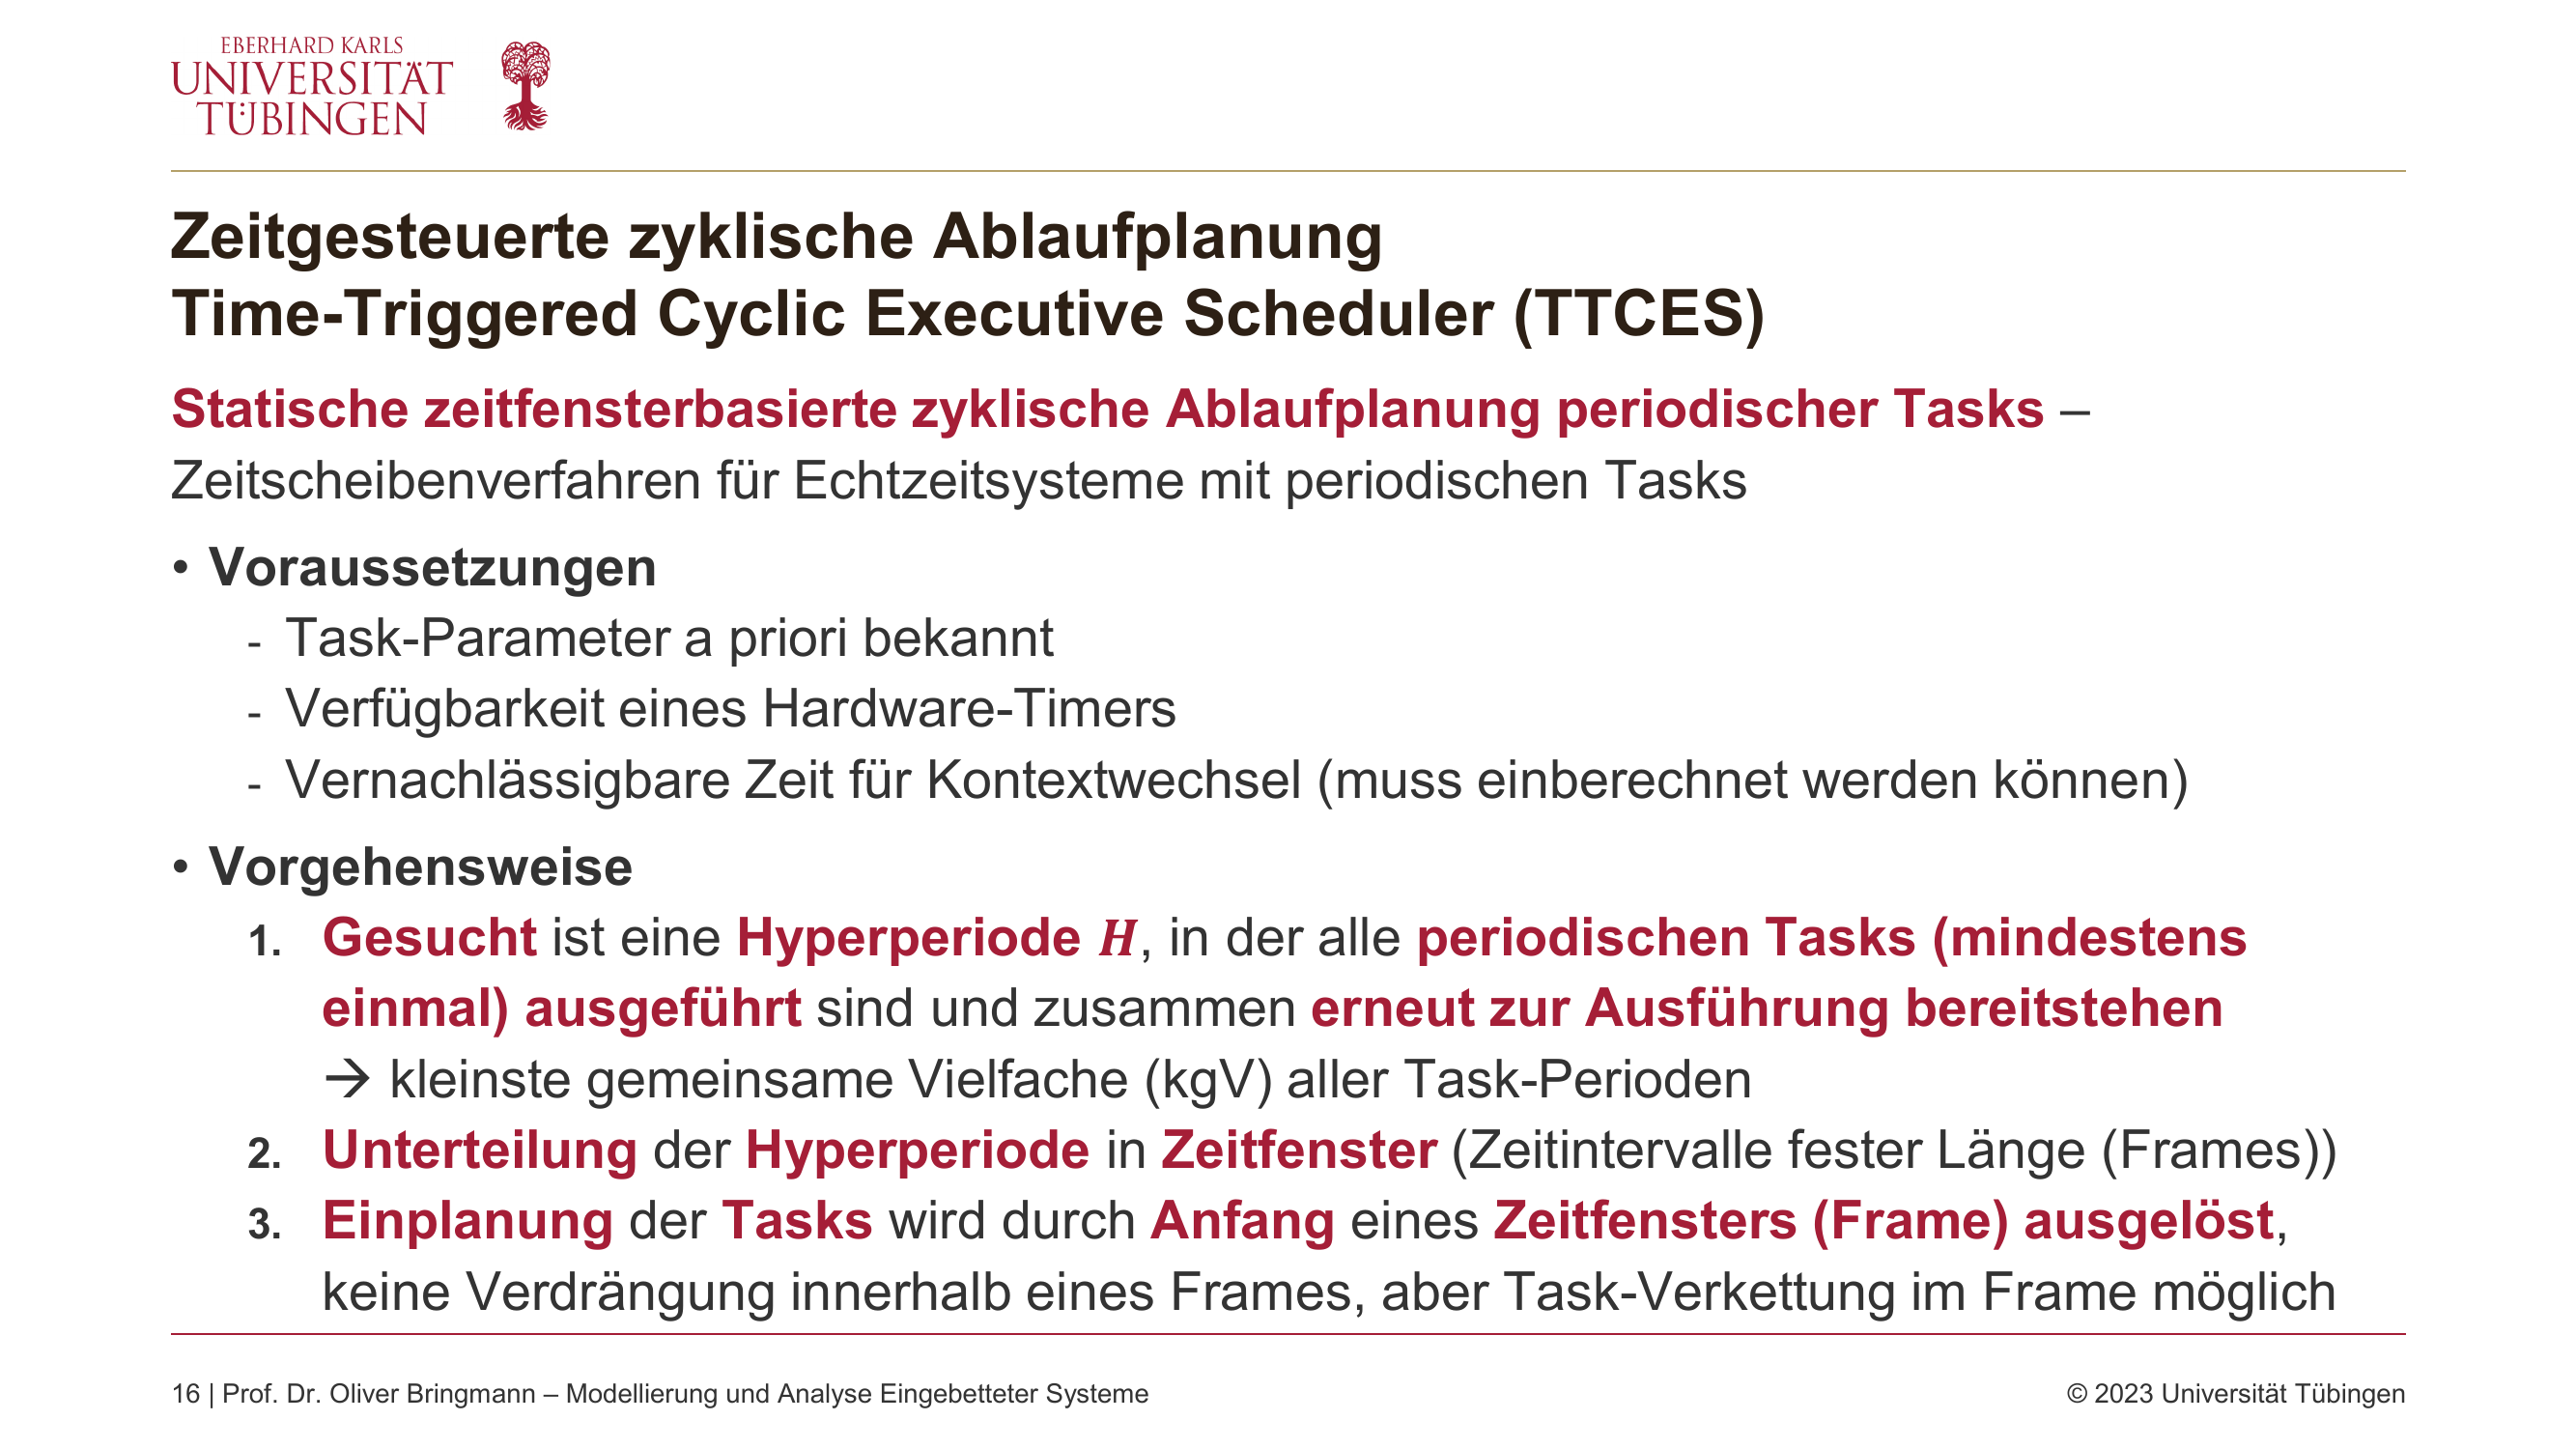 EBERHARD KARLS
UNIVERSITÄT
TÜBINGEN
Zeitgesteuerte zyklische Ablaufplanung
Time-Triggered Cyclic Executive Scheduler (TTCES)
Statische zeitfensterbasierte zyklische Ablaufplanung periodischer Tasks –
Zeitscheibenverfahren für Echtzeitsysteme mit periodischen Tasks
• Voraussetzungen
- Task-Parameter a priori bekannt
- Verfügbarkeit eines Hardware-Timers
- Vernachlässigbare Zeit für Kontextwechsel (muss einberechnet werden können)
• Vorgehensweise
1. Gesucht ist eine Hyperperiode H, in der alle periodischen Tasks (mindestens
einmal) ausgeführt sind und zusammen erneut zur Ausführung bereitstehen
→ kleinste gemeinsame Vielfache (kgV) aller Task-Perioden
2. Unterteilung der Hyperperiode in Zeitfenster (Zeitintervalle fester Länge (Frames))
3. Einplanung der Tasks wird durch Anfang eines Zeitfensters (Frame) ausgelöst,
keine Verdrängung innerhalb eines Frames, aber Task-Verkettung im Frame möglich
16 | Prof. Dr. Oliver Bringmann – Modellierung und Analyse Eingebetteter Systeme
© 2023 Universität Tübingen